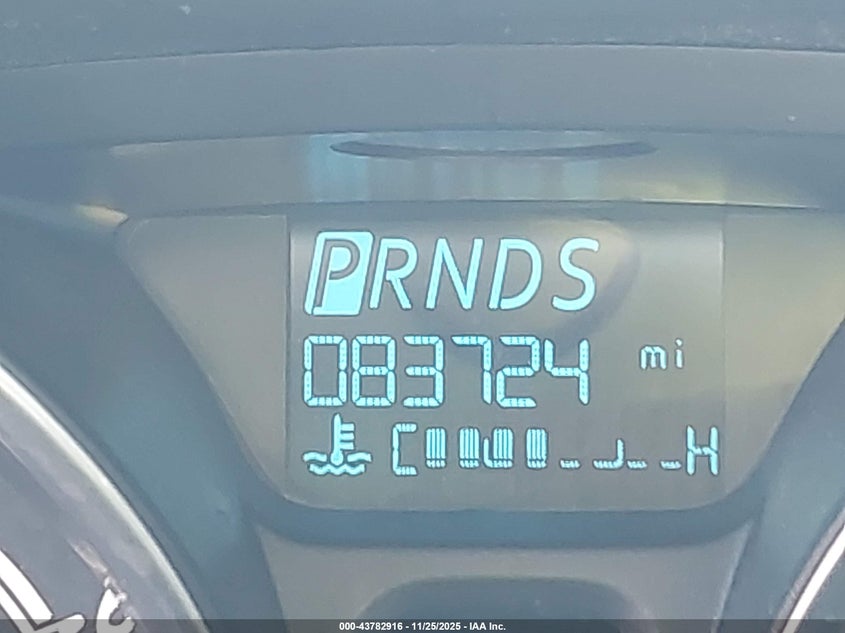 PRNDS
083724 mi
C H
000-43782916 - 11/25/2025 - IAA Inc.